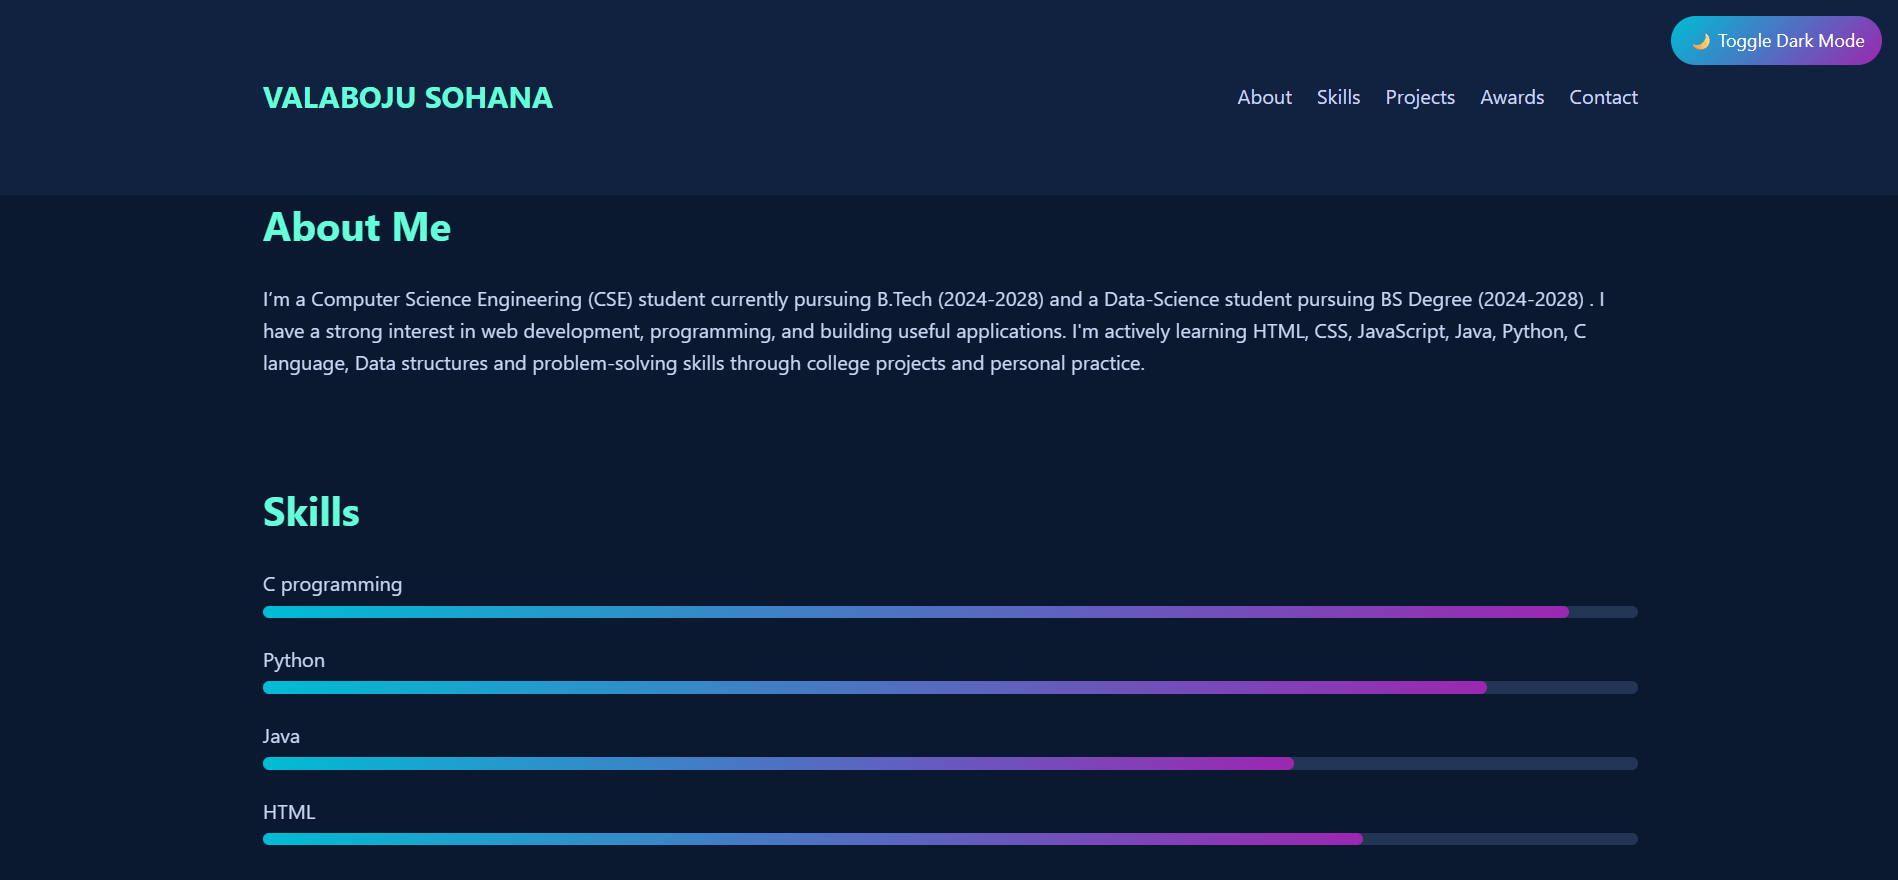 🌙 Toggle Dark Mode
VALABOJU SOHANA
About Skills Projects Awards Contact
About Me
I’m a Computer Science Engineering (CSE) student currently pursuing B.Tech (2024-2028) and a Data-Science student pursuing BS Degree (2024-2028) . I
have a strong interest in web development, programming, and building useful applications. I'm actively learning HTML, CSS, JavaScript, Java, Python, C
language, Data structures and problem-solving skills through college projects and personal practice.
Skills
C programming
Python
Java
HTML